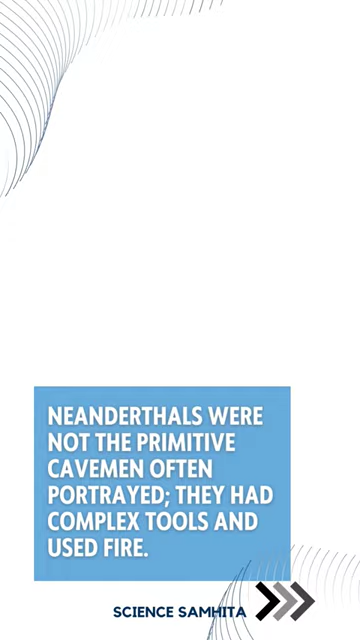 NEANDERTHALS WERE
NOT THE PRIMITIVE
CAVEMEN OFTEN
PORTRAYED; THEY HAD
COMPLEX TOOLS AND
USED FIRE.
SCIENCE SAMHITA